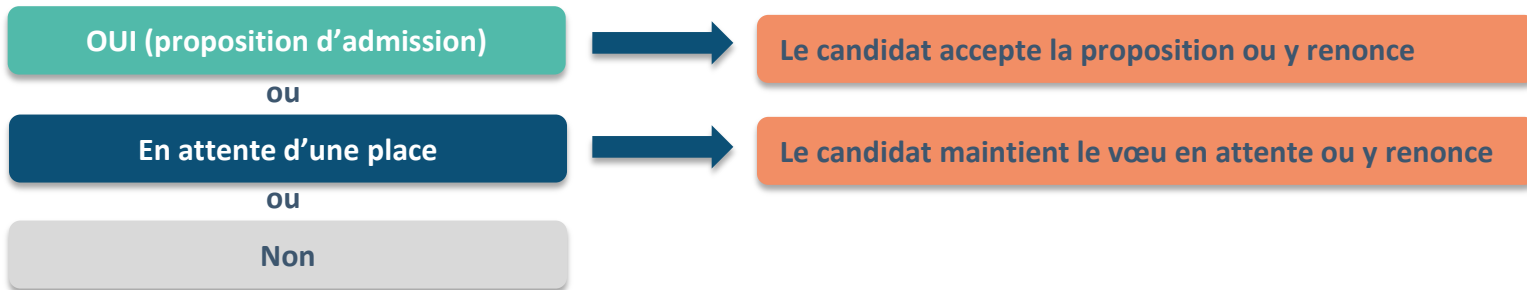 OUI (proposition d’admission)
Le candidat accepte la proposition ou y renonce
ou
En attente d’une place
Le candidat maintient le vœu en attente ou y renonce
ou
Non